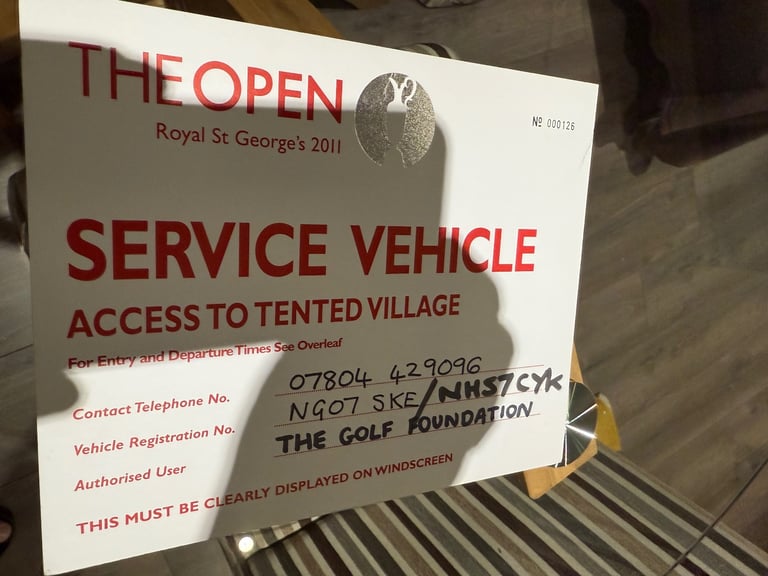 THE OPEN
Royal St George's 2011
Nº 000126
SERVICE VEHICLE
ACCESS TO TENTED VILLAGE
For Entry and Departure Times See Overleaf
Contact Telephone No. 07804 429096
Vehicle Registration No. NG07 SKE/NH57CYK
Authorised User THE GOLF FOUNDATION
THIS MUST BE CLEARLY DISPLAYED ON WINDSCREEN